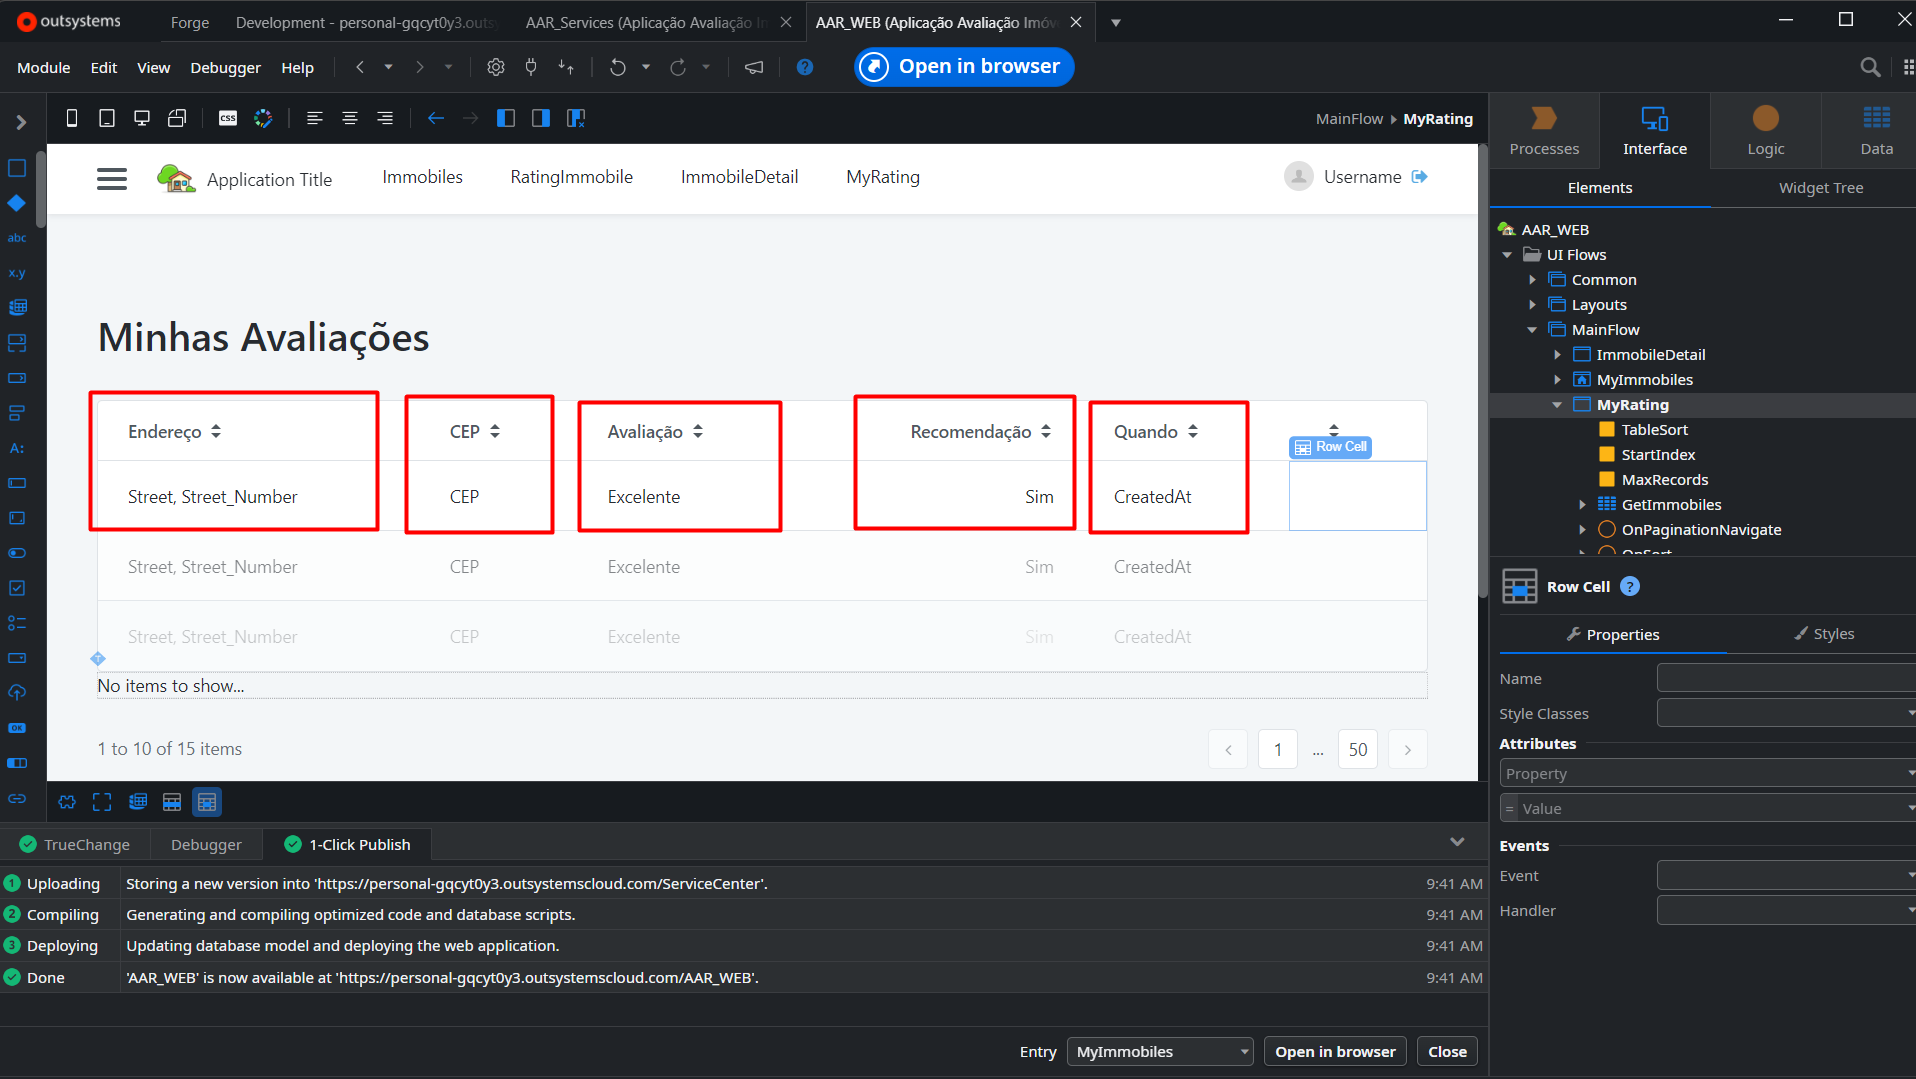 outsystems
Forge
Development - personal-gqcyt0y3.outs
AAR_Services (Aplicação Avaliação I
AAR_WEB (Aplicação Avaliação Imóv
Module Edit View Debugger Help
Open in browser
css
MainFlow MyRating
Processes Interface Logic Data
Elements Widget Tree
abc
x.y
A:
OK
Application Title
Immobiles RatingImmobile ImmobileDetail MyRating
Username
Minhas Avaliações
Endereço CEP Avaliação Recomendação Quando
Row Cell
Street, Street_Number CEP Excelente Sim CreatedAt
Street, Street_Number CEP Excelente Sim CreatedAt
Street, Street_Number CEP Excelente Sim CreatedAt
No items to show...
1 to 10 of 15 items
1 ... 50
AAR_WEB
UI Flows
Common
Layouts
MainFlow
ImmobileDetail
MyImmobiles
MyRating
TableSort
StartIndex
MaxRecords
GetImmobiles
OnPaginationNavigate
OnSort
Row Cell ?
Properties Styles
Name
Style Classes
Attributes
Property
= Value
Events
Event
Handler
TrueChange Debugger 1-Click Publish
1 Uploading Storing a new version into 'https://personal-gqcyt0y3.outsystemscloud.com/ServiceCenter'. 9:41 AM
2 Compiling Generating and compiling optimized code and database scripts. 9:41 AM
3 Deploying Updating database model and deploying the web application. 9:41 AM
Done 'AAR_WEB' is now available at 'https://personal-gqcyt0y3.outsystemscloud.com/AAR_WEB'. 9:41 AM
Entry MyImmobiles Open in browser Close